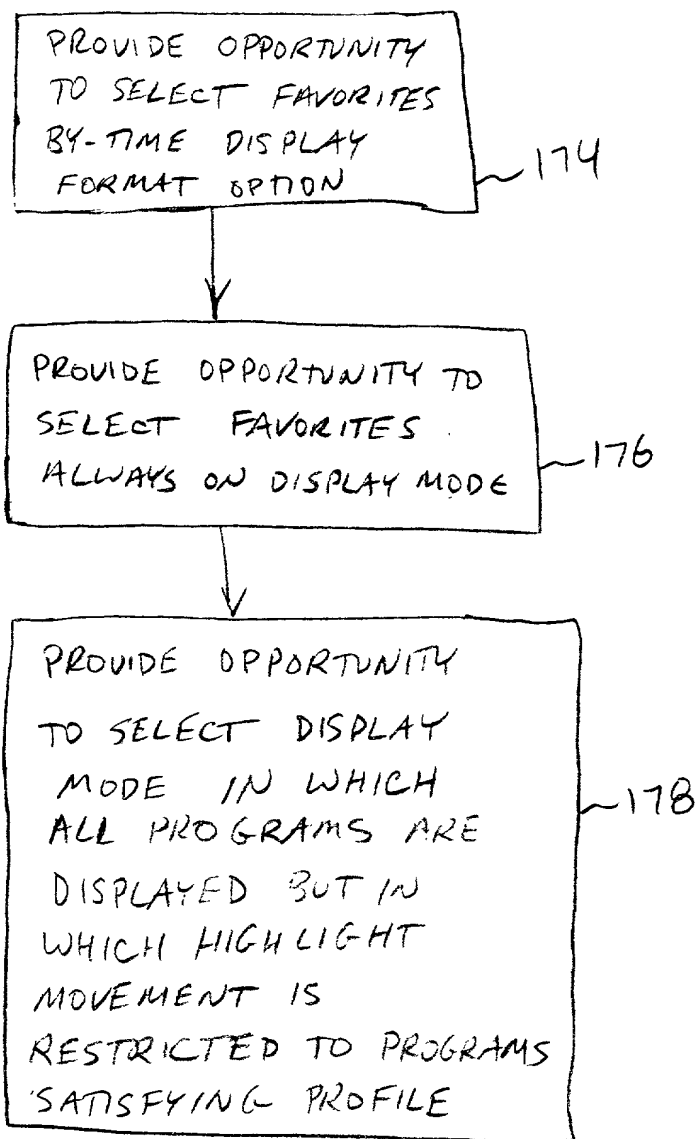 PROVIDE OPPORTUNITY
TO SELECT FAVORITES
BY-TIME DISPLAY
FORMAT OPTION
174
PROVIDE OPPORTUNITY TO
SELECT FAVORITES
ALWAYS ON DISPLAY MODE
176
PROVIDE OPPORTUNITY
TO SELECT DISPLAY
MODE IN WHICH
ALL PROGRAMS ARE
DISPLAYED BUT IN
WHICH HIGHLIGHT
MOVEMENT IS
RESTRICTED TO PROGRAMS
SATISFYING PROFILE
178